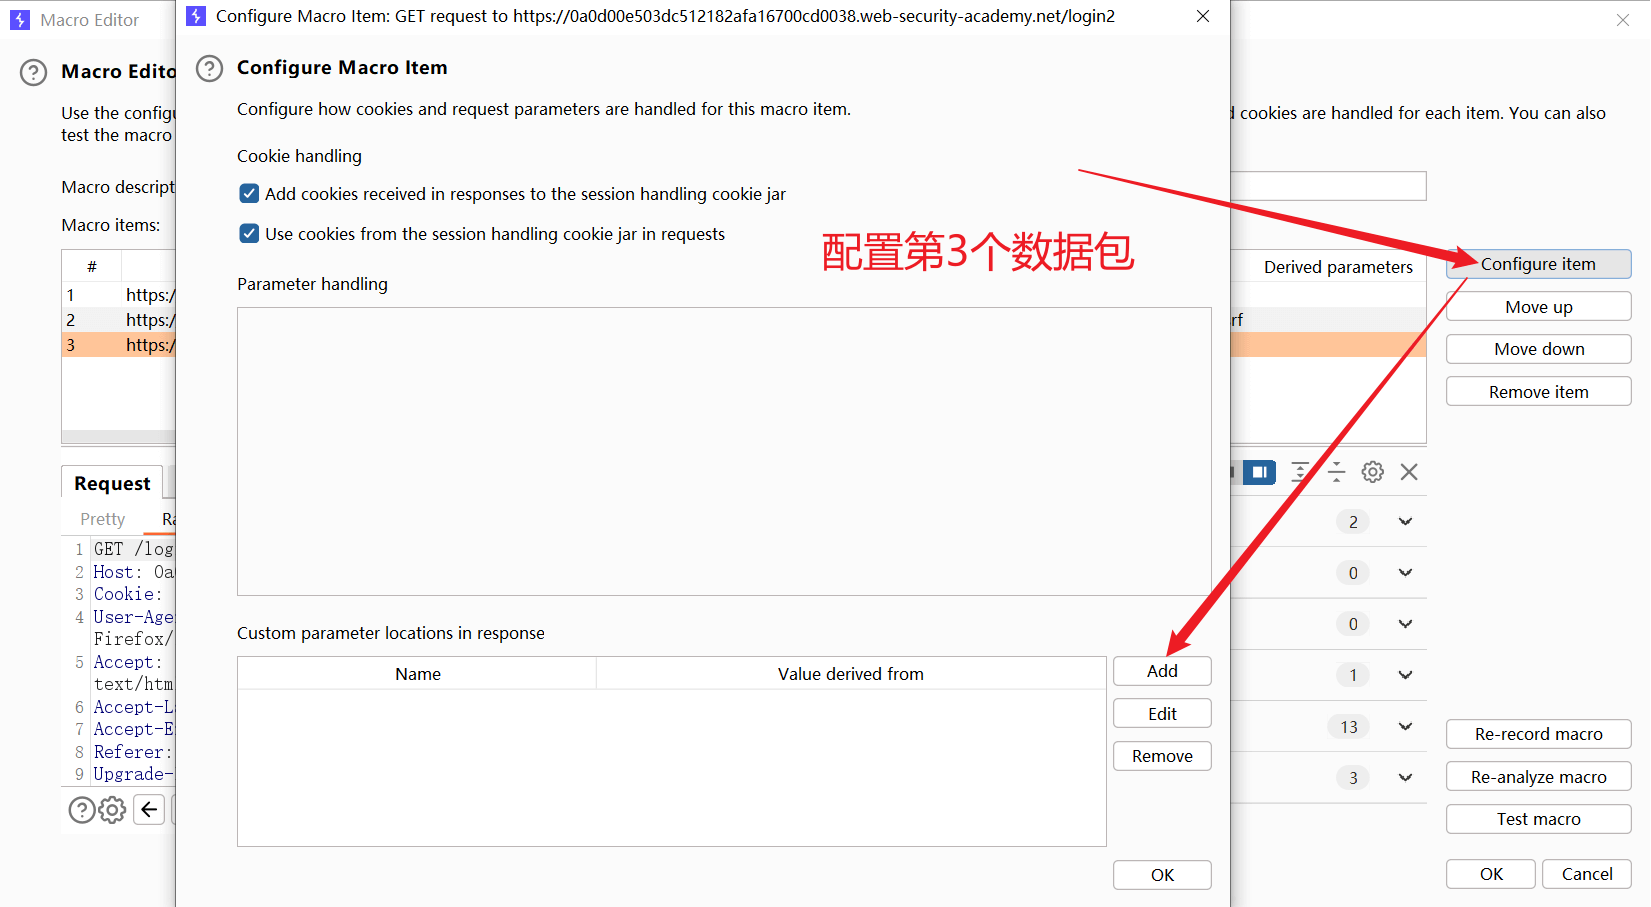 Macro Editor
Configure Macro Item: GET request to https://0a0d00e503dc512182afa16700cd0038.web-security-academy.net/login2
Macro Edito
Configure Macro Item
Use the configu
Configure how cookies and request parameters are handled for this macro item.
cookies are handled for each item. You can also
test the macro
Cookie handling
Macro descript
Add cookies received in responses to the session handling cookie jar
Macro items:
Use cookies from the session handling cookie jar in requests
配置第3个数据包
#
Derived parameters
Configure item
Parameter handling
1 https:/
Move up
2 https:/
rf
3 https:/
Move down
Remove item
Request
Pretty
Ra
2
1 GET /log
2 Host: 0a
0
3 Cookie:
4 User-Age
Firefox/
0
Custom parameter locations in response
5 Accept:
text/htm
1
Name
Value derived from
Add
6 Accept-L
Edit
7 Accept-E
13
Re-record macro
8 Referer:
Remove
9 Upgrade-
3
Re-analyze macro
Test macro
OK
OK
Cancel